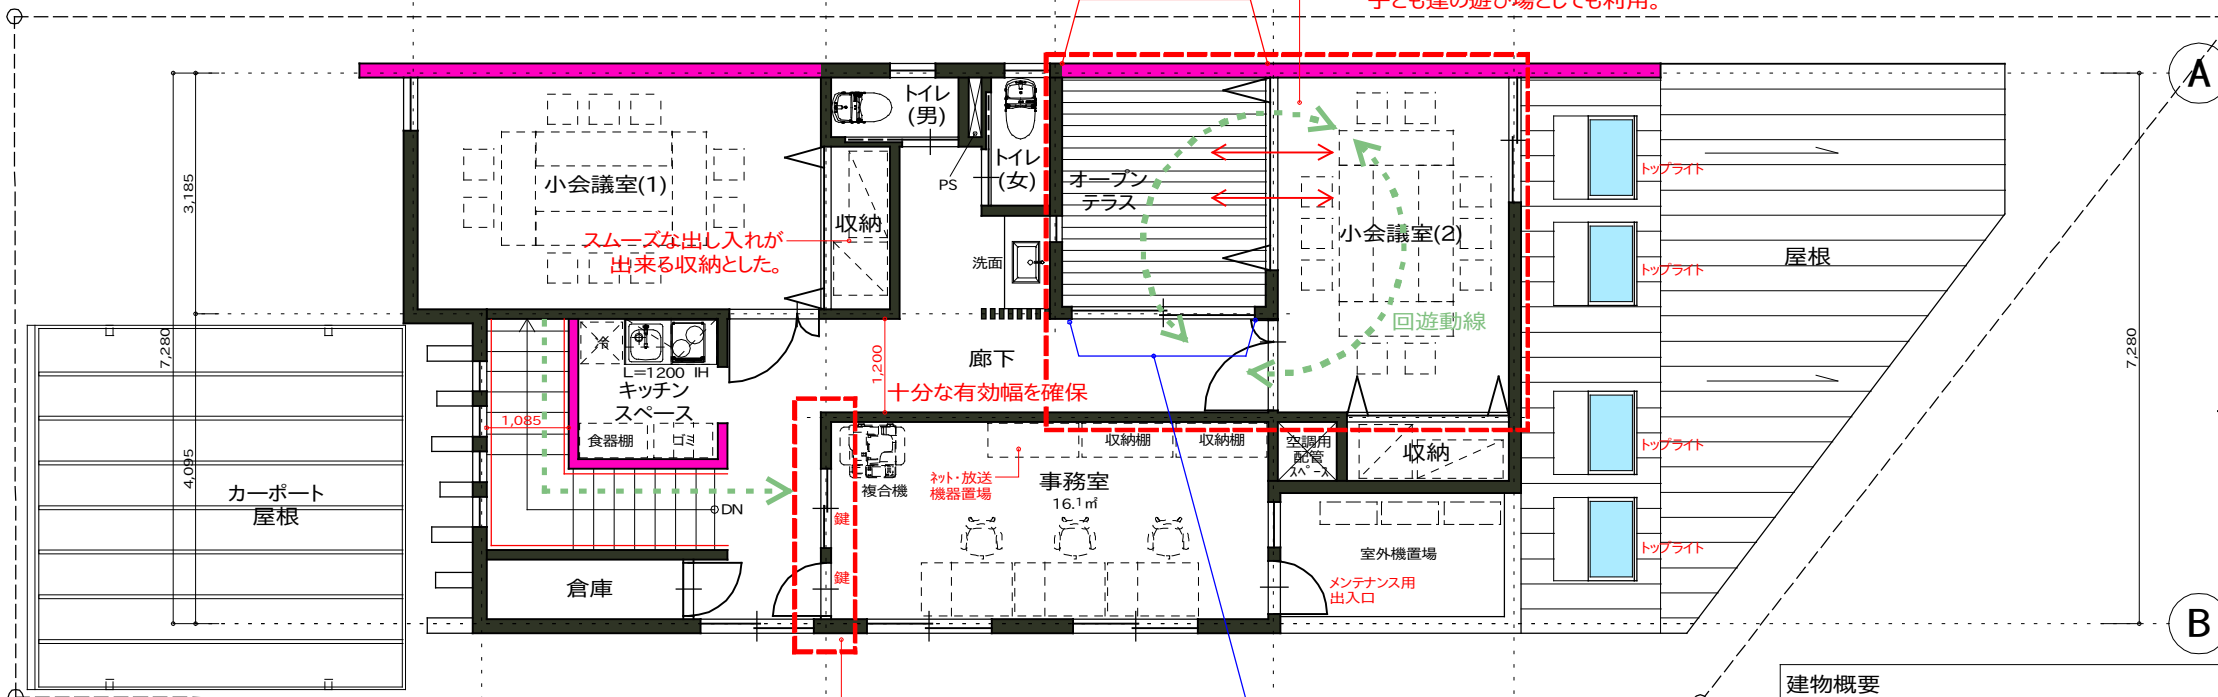 子ども達の遊び場としても利用。
A
トイレ
(男)
PS
トイレ
(女)
オープン
テラス
小会議室(1)
収納
スムーズな出し入れが
出来る収納とした。
洗面
小会議室(2)
回遊動線
トップライト
トップライト
トップライト
トップライト
屋根
3,185
7,280
4,095
7,280
冷
L=1200 IH
キッチン
スペース
食器棚
ゴミ
1,085
1,200
廊下
十分な有効幅を確保
カーポート
屋根
DN
複合機
鍵
鍵
ネット・放送
機器置場
収納棚
収納棚
事務室
16.1㎡
空調用
配管
スペース
収納
室外機置場
メンテナンス用
出入口
倉庫
B
建物概要